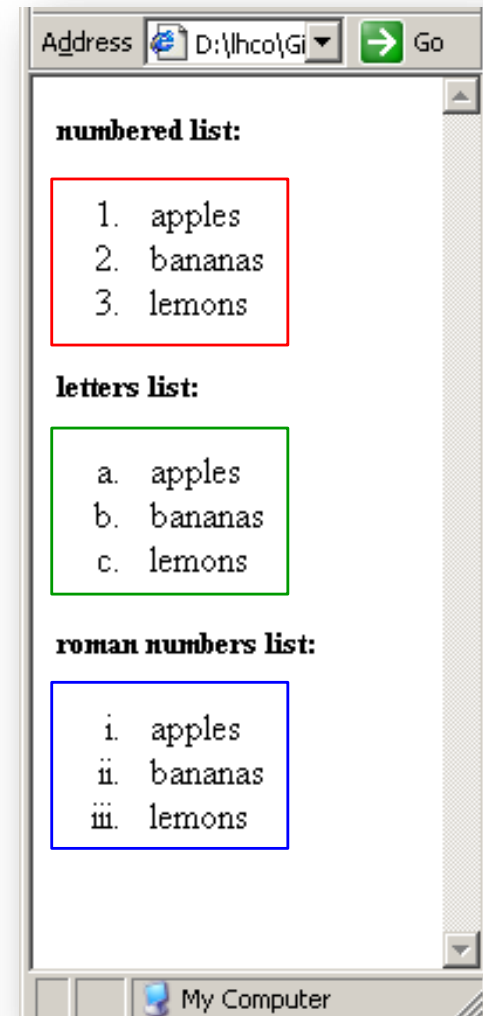 Address D:\lhco\Gi Go
numbered list:
1. apples
2. bananas
3. lemons
letters list:
a. apples
b. bananas
c. lemons
roman numbers list:
i. apples
ii. bananas
iii. lemons
My Computer